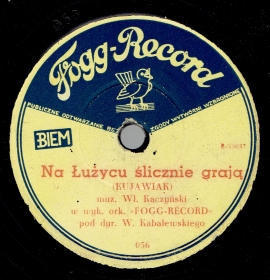 Fogg-Record
PUBLICZNE ODTWARZANIE BEZ ZGODY WYTWÓRNI WZBRONIONE
BIEM
Na Łużycu ślicznie grają
(KUJAWIAK)
muz. Wł. Kaczyński
w wyk. ork. »FOGG-RECORD«
pod dyr. W. Kabalewskiego
056